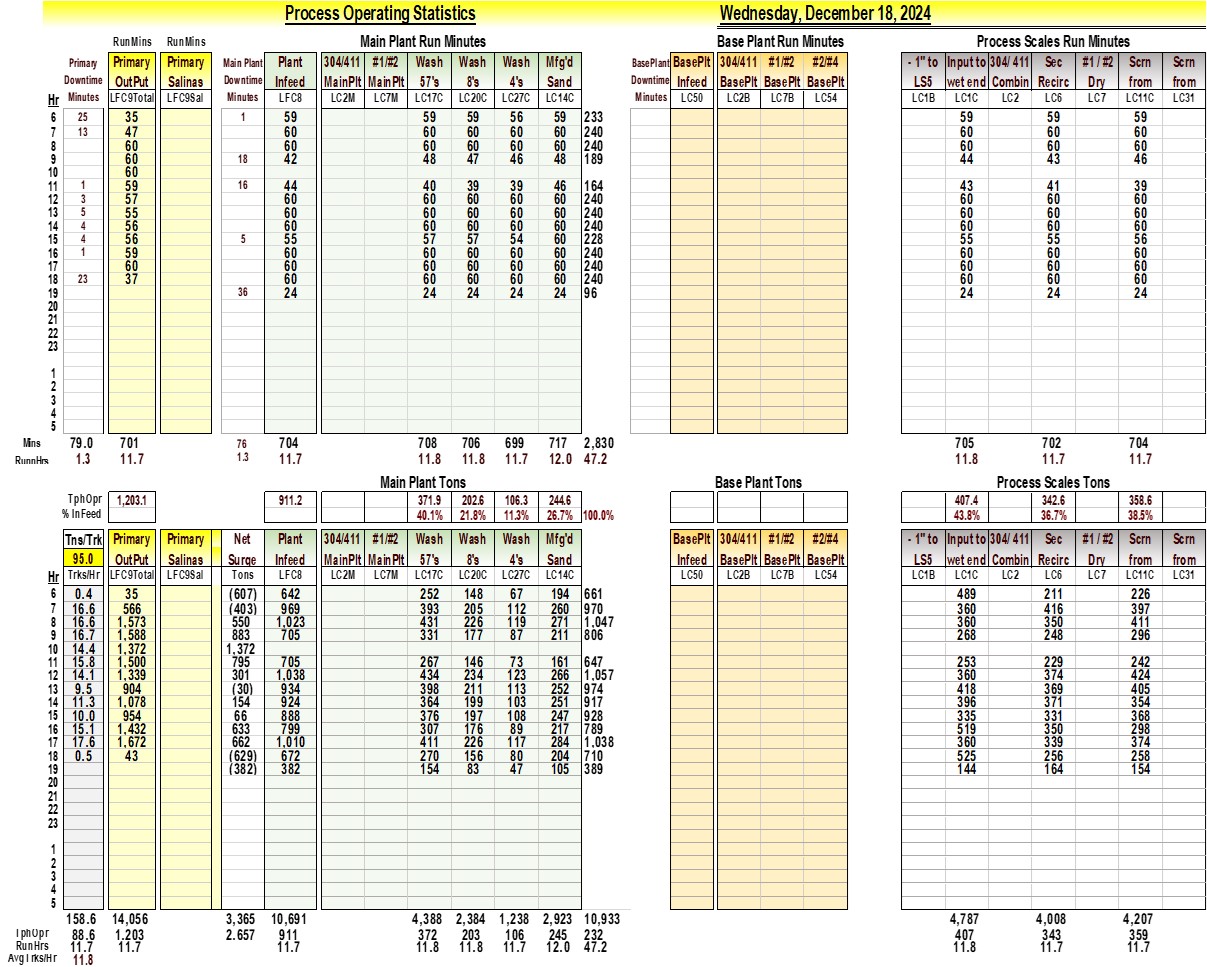 Process Operating Statistics Wednesday, December 18, 2024
RunMins RunMins Main Plant Run Minutes Base Plant Run Minutes Process Scales Run Minutes
Primary Primary Primary Main Plant Plant 304/411 #1/#2 Wash Wash Wash Mfg'd BasePlant BasePlt 304/411 #1/#2 #2/#4 - 1" to Input to 304/ 411 Sec #1 / #2 Scrn Scrn
Downtime OutPut Salinas Downtime Infeed MainPlt MainPlt 57's 8's 4's Sand Downtime Infeed BasePlt BasePlt BasePlt LS5 wet end Combin Recirc Dry from from
Hr Minutes LFC9Total LFC9Sal Minutes LFC8 LC2M LC7M LC17C LC20C LC27C LC14C Minutes LC50 LC2B LC7B LC54 LC1B LC1C LC2 LC6 LC7 LC11C LC31
6 25 35 1 59 59 59 56 59 233 59 59 59
7 13 47 60 60 60 60 60 240 60 60 60
8 60 60 60 60 60 60 240 60 60 60
9 60 18 42 48 47 46 48 189 44 43 46
10 60
11 1 59 16 44 40 39 39 46 164 43 41 39
12 3 57 60 60 60 60 60 240 60 60 60
13 5 55 60 60 60 60 60 240 60 60 60
14 4 56 60 60 60 60 60 240 60 60 60
15 4 56 5 55 57 57 54 60 228 55 55 56
16 1 59 60 60 60 60 60 240 60 60 60
17 60 60 60 60 60 60 240 60 60 60
18 23 37 60 60 60 60 60 240 60 60 60
19 36 24 24 24 24 24 96 24 24 24
20
21
22
23
1
2
3
4
5
Mins 79.0 701 76 704 708 706 699 717 2,830 705 702 704
RunnHrs 1.3 11.7 1.3 11.7 11.8 11.8 11.7 12.0 47.2 11.8 11.7 11.7
Main Plant Tons Base Plant Tons Process Scales Tons
TphOpr 1,203.1 911.2 371.9 202.6 106.3 244.6 407.4 342.6 358.6
% InFeed 40.1% 21.8% 11.3% 26.7% 100.0% 43.8% 36.7% 38.5%
Tns/Trk Primary Primary Net Plant 304/411 #1/#2 Wash Wash Wash Mfg'd BasePlt 304/411 #1/#2 #2/#4 - 1" to Input to 304/ 411 Sec #1 / #2 Scrn Scrn
95.0 OutPut Salinas Surge Infeed MainPlt MainPlt 57's 8's 4's Sand Infeed BasePlt BasePlt BasePlt LS5 wet end Combin Recirc Dry from from
Hr Trks/Hr LFC9Total LFC9Sal Tons LFC8 LC2M LC7M LC17C LC20C LC27C LC14C LC50 LC2B LC7B LC54 LC1B LC1C LC2 LC6 LC7 LC11C LC31
6 0.4 35 (607) 642 252 148 67 194 661 489 211 226
7 16.6 566 (403) 969 393 205 112 260 970 360 416 397
8 16.6 1,573 550 1,023 431 226 119 271 1,047 360 350 411
9 16.7 1,588 883 705 331 177 87 211 806 268 248 296
10 14.4 1,372 1,372
11 15.8 1,500 795 705 267 146 73 161 647 253 229 242
12 14.1 1,339 301 1,038 434 234 123 266 1,057 360 374 424
13 9.5 904 (30) 934 398 211 113 252 974 418 369 405
14 11.3 1,078 154 924 364 199 103 251 917 396 371 354
15 10.0 954 66 888 376 197 108 247 928 335 331 368
16 15.1 1,432 633 799 307 176 89 217 789 519 350 298
17 17.6 1,672 662 1,010 411 226 117 284 1,038 360 339 374
18 0.5 43 (629) 672 270 156 80 204 710 525 256 258
19 (382) 382 154 83 47 105 389 144 164 154
20
21
22
23
1
2
3
4
5
158.6 14,056 3,365 10,691 4,388 2,384 1,238 2,923 10,933 4,787 4,008 4,207
TphOpr 88.6 1,203 2.657 911 372 203 106 245 232 407 343 359
RunHrs 11.7 11.7 11.7 11.8 11.8 11.7 12.0 47.2 11.8 11.7 11.7
Avg Trks/Hr 11.8